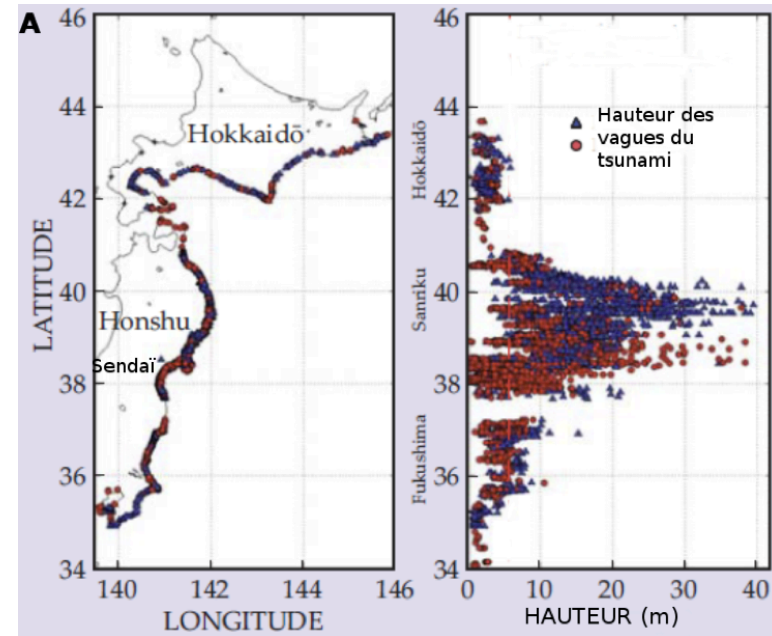 A
46
44
42
40
38
36
34
LATITUDE
Hokkaidō
Honshu
Sendaï
140
142
144
146
LONGITUDE
46
44
42
40
38
36
34
Hokkaidō
Sanriku
Fukushima
Hauteur des
vagues du
tsunami
0
10
20
30
40 42
HAUTEUR (m)